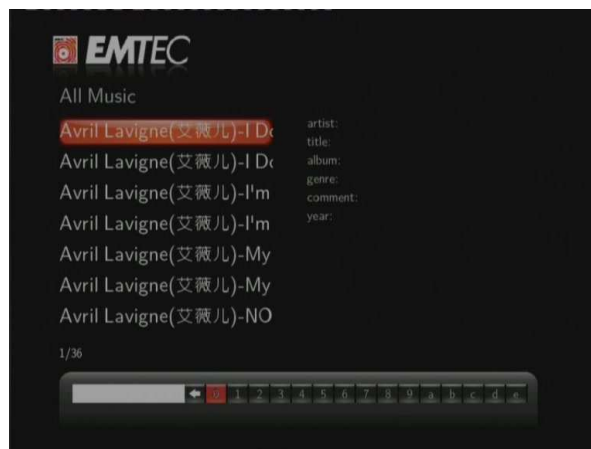 EMTEC
All Music
Avril Lavigne(艾薇儿)-I Do
Avril Lavigne(艾薇儿)-I Do
Avril Lavigne(艾薇儿)-I'm
Avril Lavigne(艾薇儿)-I'm
Avril Lavigne(艾薇儿)-My
Avril Lavigne(艾薇儿)-My
Avril Lavigne(艾薇儿)-NO
artist:
title:
album:
genre:
comment:
year:
1/36
0 1 2 3 4 5 6 7 8 9 a b c d e